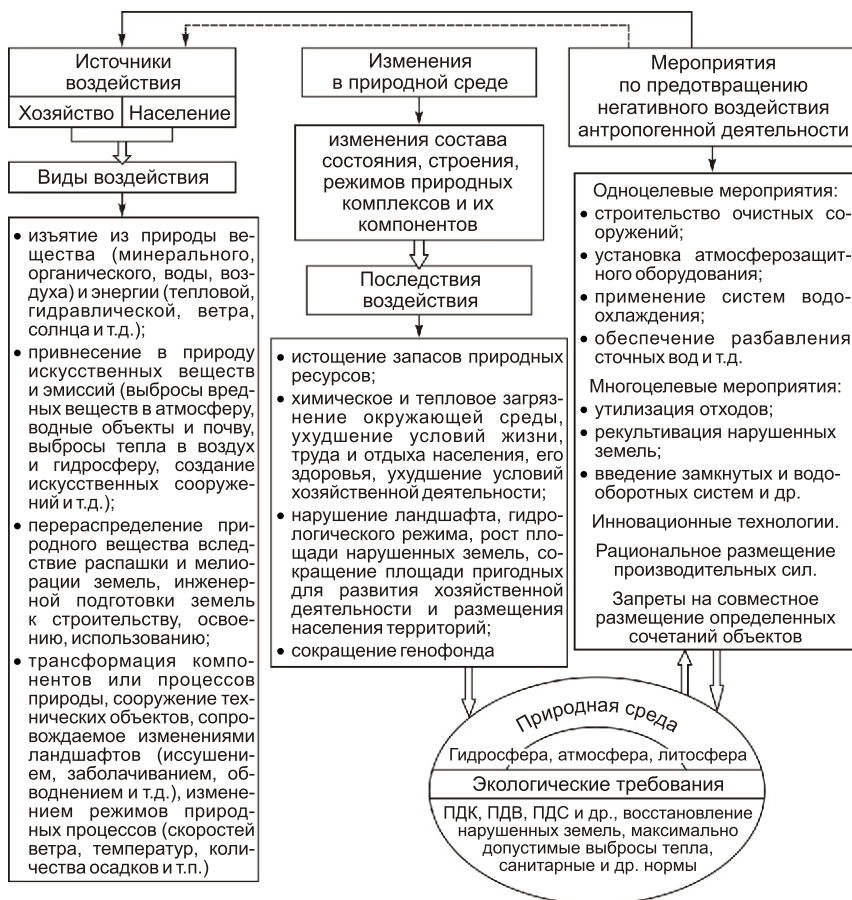 Источники
воздействия
Хозяйство
Население
Виды воздействия
• изъятие из природы ве-
щества (минерального,
органического, воды, воз-
духа) и энергии (тепловой,
гидравлической, ветра,
солнца и т.д.);
• привнесение в природу
искусственных веществ
и эмиссий (выбросы вред-
ных веществ в атмосферу,
водные объекты и почву,
выбросы тепла в воздух
и гидросферу, создание
искусственных сооруже-
ний и т.д.);
• перераспределение при-
родного вещества вслед-
ствие распашки и мелио-
рации земель, инженер-
ной подготовки земель
к строительству, освое-
нию, использованию;
• трансформация компо-
нентов или процессов
природы, сооружение тех-
нических объектов, сопро-
вождаемое изменениями
ландшафтов (иссушени-
ем, заболачиванием, об-
воднением и т.д.), измене-
нием режимов природ-
ных процессов (скоростей
ветра, температур, коли-
чества осадков и т.п.)
Изменения
в природной среде
изменения состава
состояния, строения,
режимов природных
комплексов и их
компонентов
Последствия
воздействия
• истощение запасов природных
ресурсов;
• химическое и тепловое загряз-
нение окружающей среды,
ухудшение условий жизни,
труда и отдыха населения, его
здоровья, ухудшение условий
хозяйственной деятельности;
• нарушение ландшафта, гидро-
логического режима, рост пло-
щади нарушенных земель, со-
кращение площади пригодных
для развития хозяйственной
деятельности и размещения
населения территорий;
• сокращение генофонда
Мероприятия
по предотвращению
негативного воздействия
антропогенной деятельности
Одноцелевые мероприятия:
• строительство очистных со-
оружений;
• установка атмосферозащит-
ного оборудования;
• применение систем водо-
охлаждения;
• обеспечение разбавления
сточных вод и т.д.
Многоцелевые мероприятия:
• утилизация отходов;
• рекультивация нарушенных
земель;
• введение замкнутых и водо-
оборотных систем и др.
Инновационные технологии.
Рациональное размещение
производительных сил.
Запреты на совместное
размещение определенных
сочетаний объектов
Природная среда
Гидросфера, атмосфера, литосфера
Экологические требования
ПДК, ПДВ, ПДС и др., восстановление
нарушенных земель, максимально
допустимые выбросы тепла,
санитарные и др. нормы